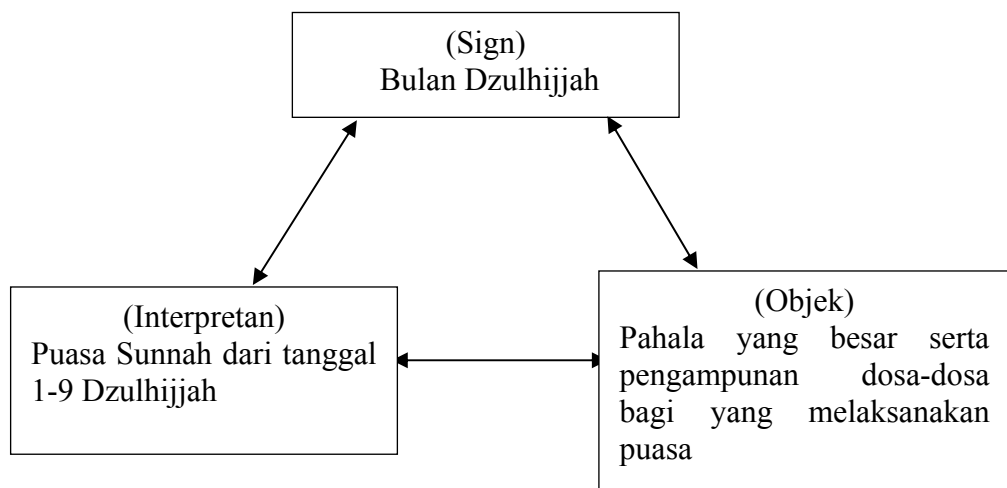 (Sign)
Bulan Dzulhijjah
(Interpretan)
Puasa Sunnah dari tanggal
1-9 Dzulhijjah
(Objek)
Pahala yang besar serta
pengampunan dosa-dosa
bagi yang melaksanakan
puasa